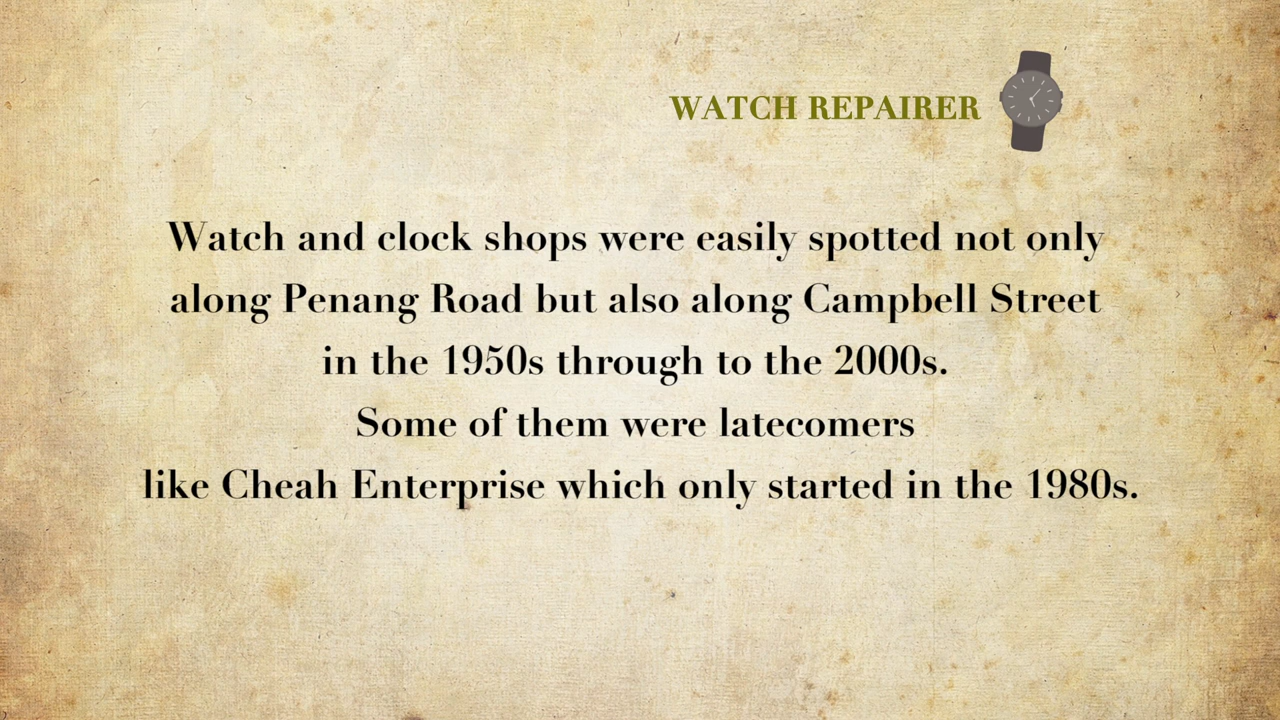 WATCH REPAIRER
Watch and clock shops were easily spotted not only
along Penang Road but also along Campbell Street
in the 1950s through to the 2000s.
Some of them were latecomers
like Cheah Enterprise which only started in the 1980s.